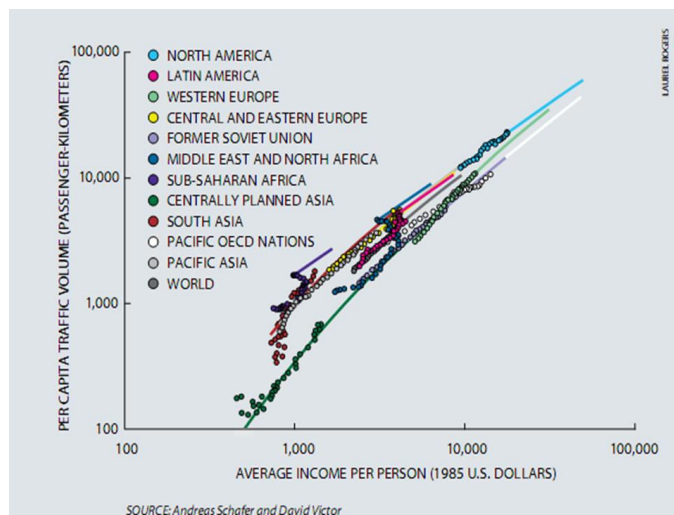 LAUREL ROGERS
PER CAPITA TRAFFIC VOLUME (PASSENGER-KILOMETERS)
100,000
10,000
1,000
100
NORTH AMERICA
LATIN AMERICA
WESTERN EUROPE
CENTRAL AND EASTERN EUROPE
FORMER SOVIET UNION
MIDDLE EAST AND NORTH AFRICA
SUB-SAHARAN AFRICA
CENTRALLY PLANNED ASIA
SOUTH ASIA
PACIFIC OECD NATIONS
PACIFIC ASIA
WORLD
100
1,000
10,000
100,000
AVERAGE INCOME PER PERSON (1985 U.S. DOLLARS)
SOURCE: Andreas Schafer and David Victor